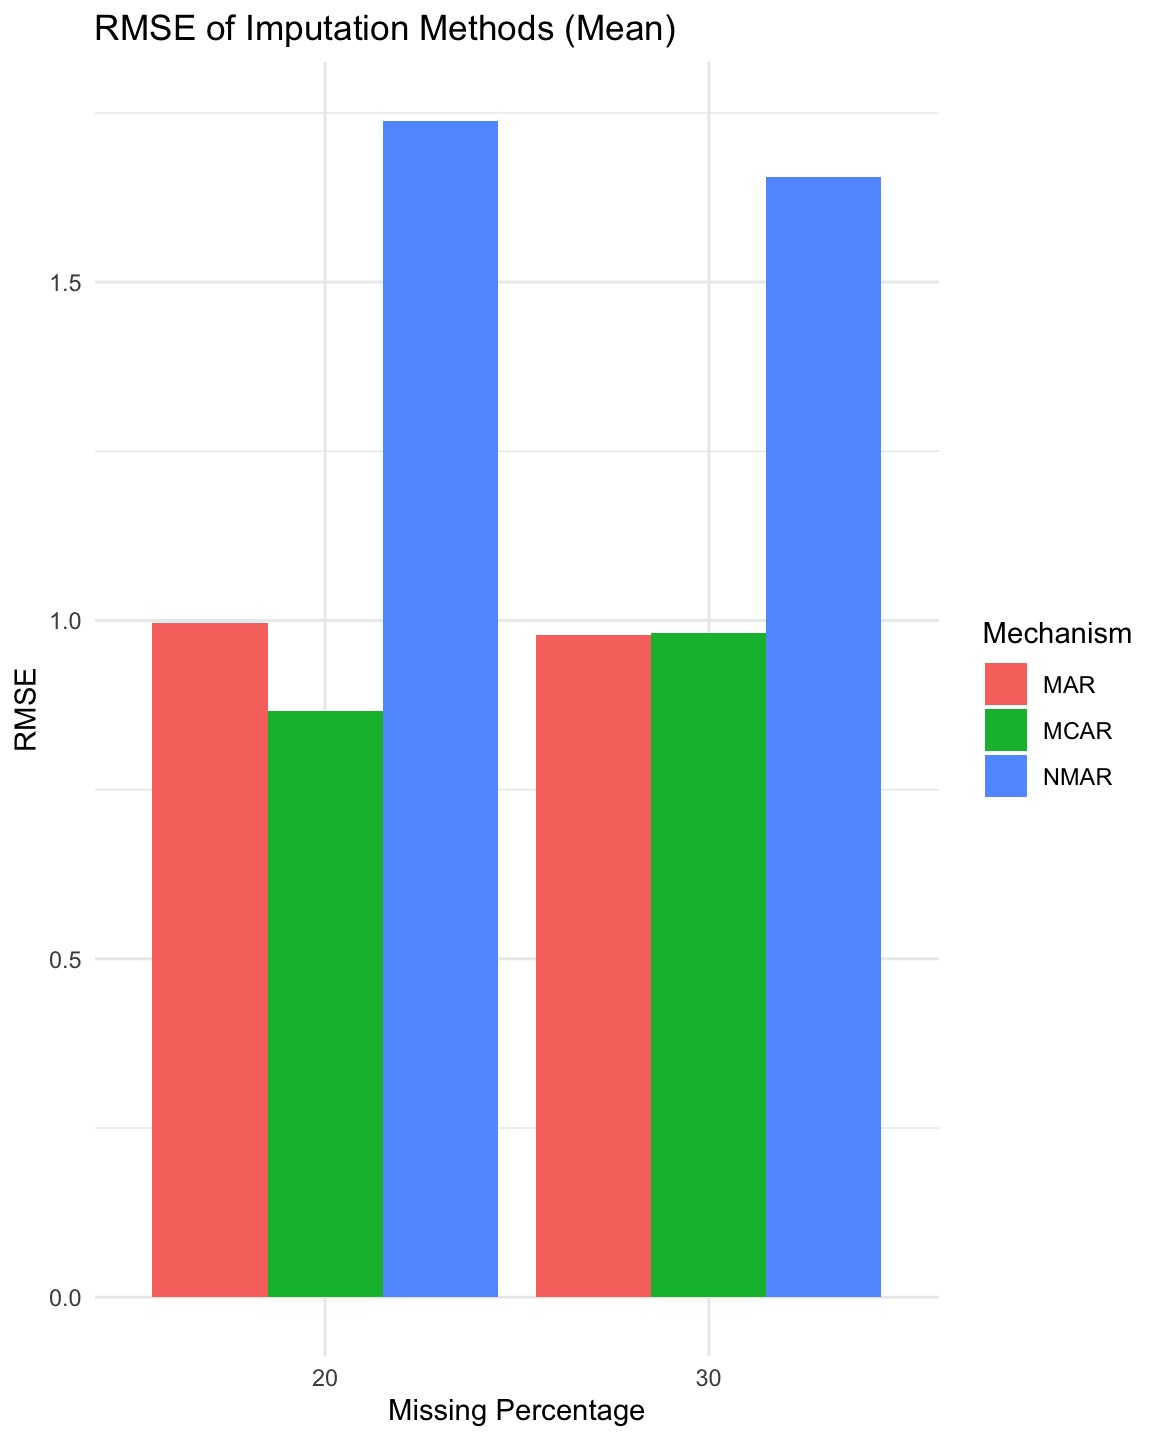 RMSE of Imputation Methods (Mean)
1.5
1.0
0.5
0.0
RMSE
20
30
Missing Percentage
Mechanism
MAR
MCAR
NMAR